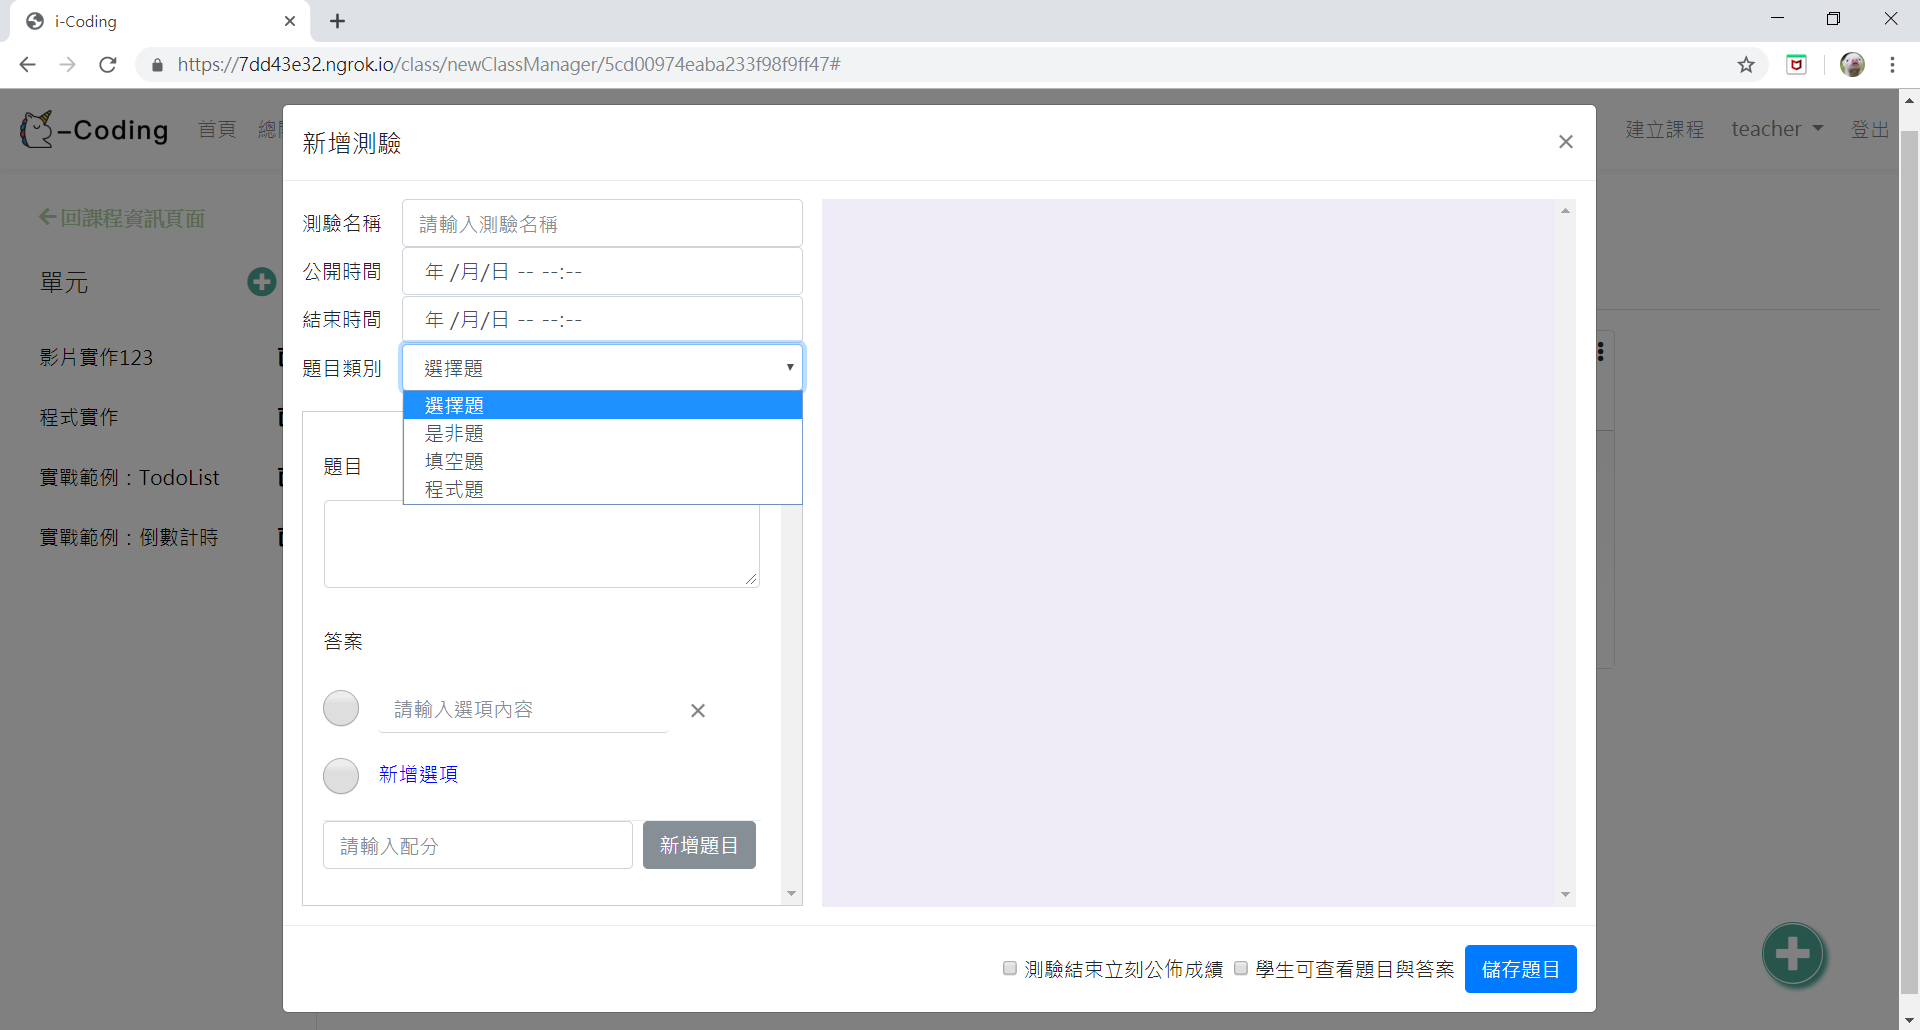 i-Coding
https://7dd43e32.ngrok.io/class/newClassManager/5cd00974eaba233f98f9ff47#
-Coding
首頁
建立課程
teacher
登出
新增測驗
回課程資訊頁面
單元
影片實作123
程式實作
實戰範例：TodoList
實戰範例：倒數計時
測驗名稱
請輸入測驗名稱
公開時間
年 /月/日 -- --:--
結束時間
年 /月/日 -- --:--
題目類別
選擇題
選擇題
是非題
填空題
程式題
題目
答案
請輸入選項內容
新增選項
請輸入配分
新增題目
測驗結束立刻公佈成績
學生可查看題目與答案
儲存題目